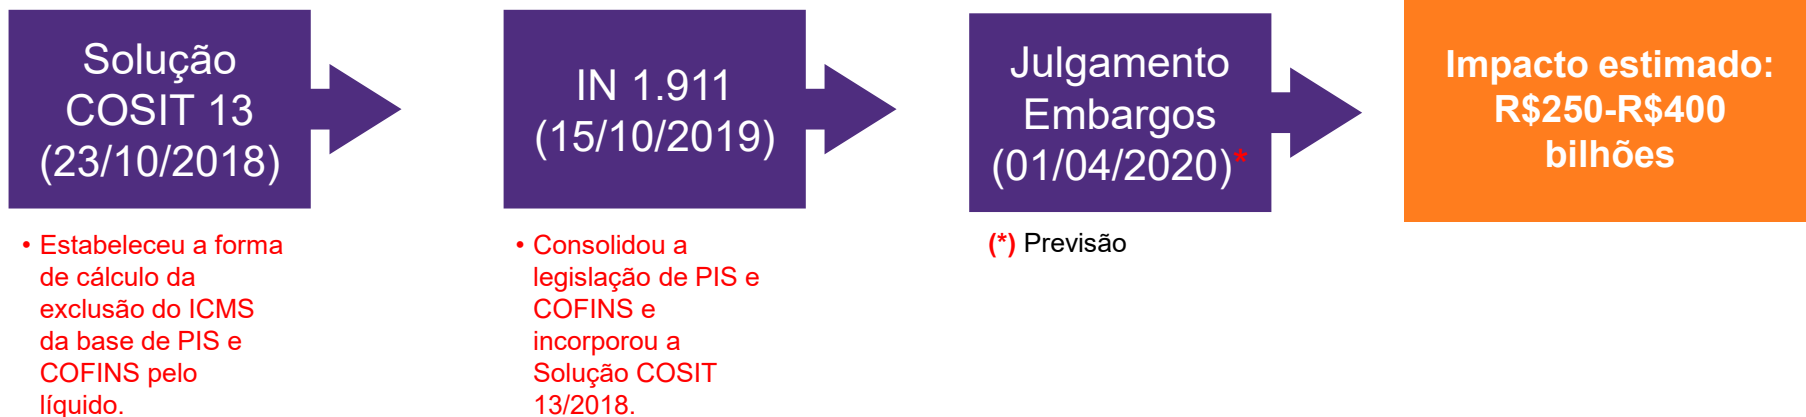 Solução
COSIT 13
(23/10/2018)
• Estabeleceu a forma
de cálculo da
exclusão do ICMS
da base de PIS e
COFINS pelo
líquido.
IN 1.911
(15/10/2019)
• Consolidou a
legislação de PIS e
COFINS e
incorporou a
Solução COSIT
13/2018.
Julgamento
Embargos
(01/04/2020)*
(*) Previsão
Impacto estimado:
R$250-R$400
bilhões